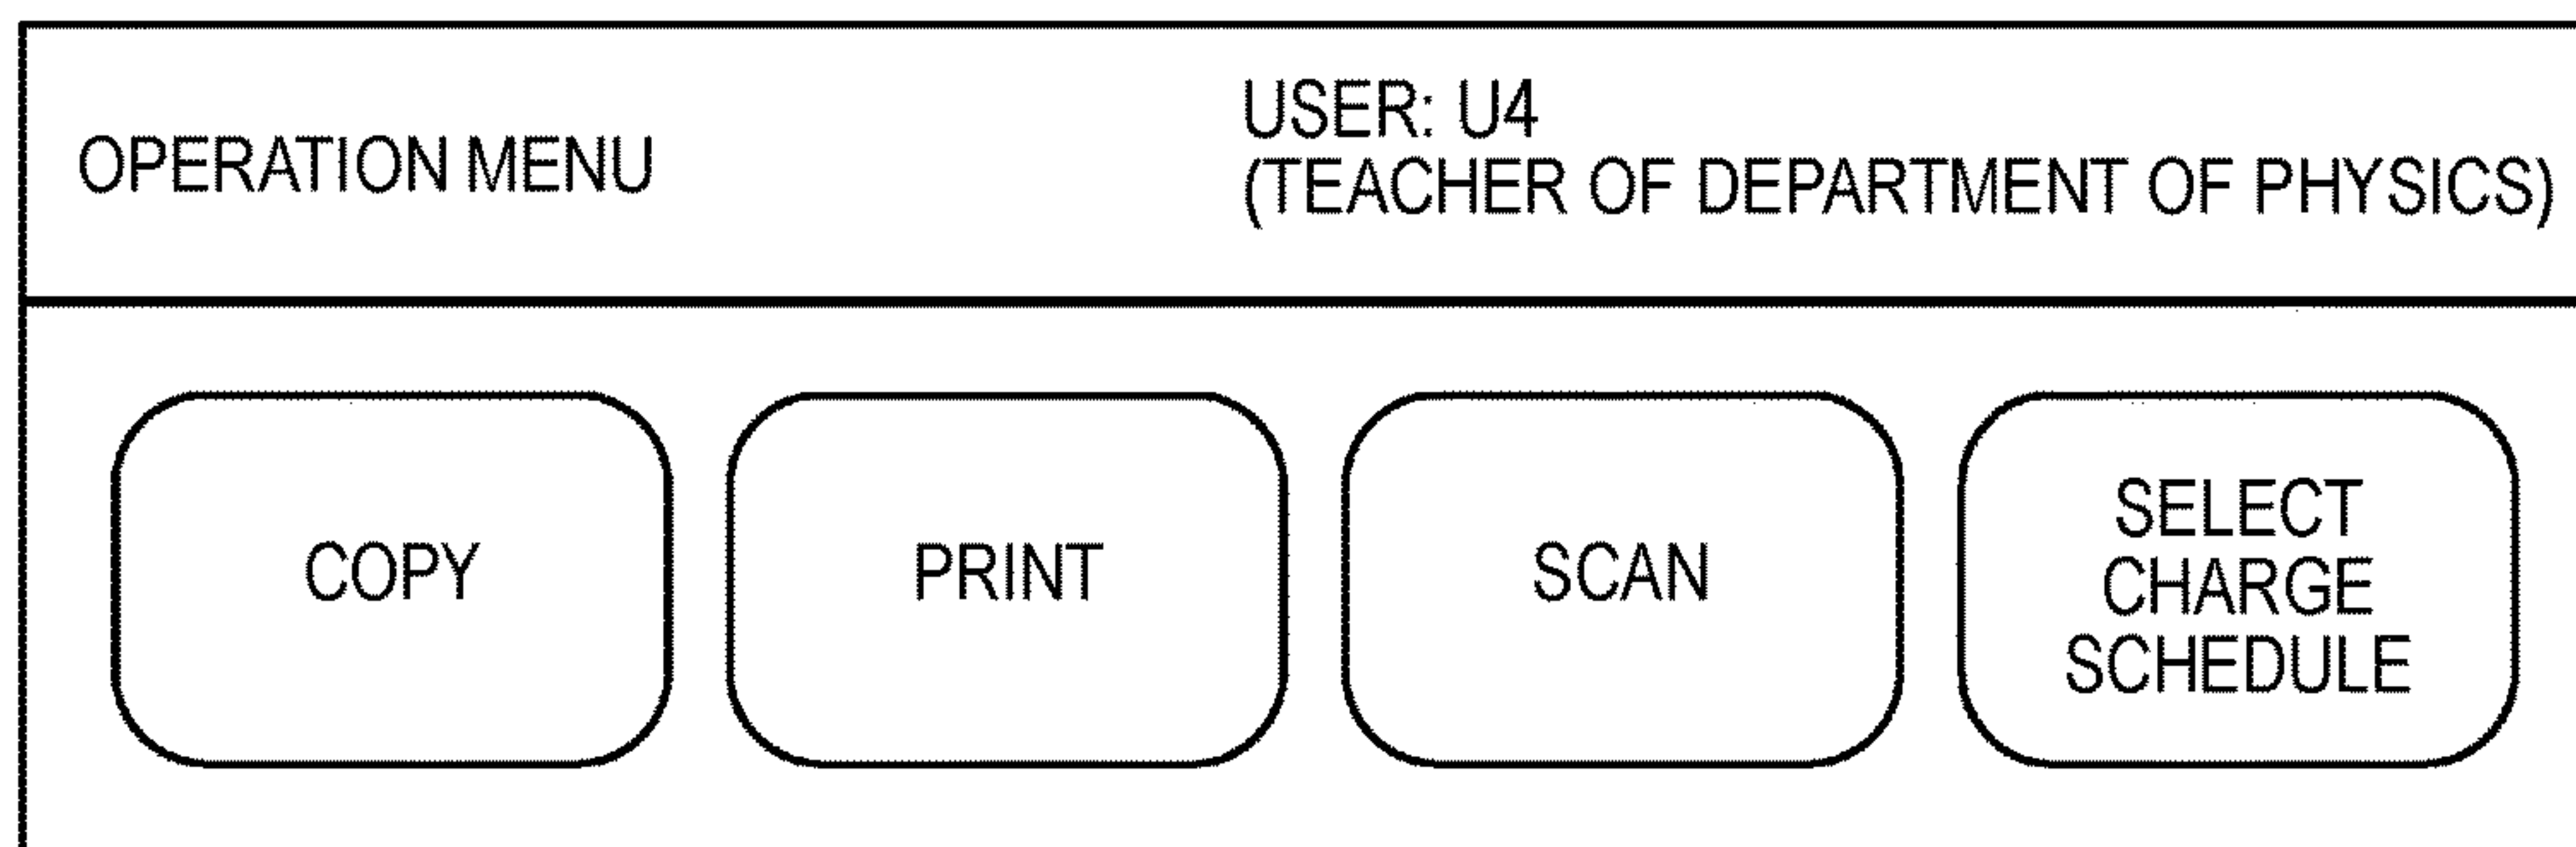 OPERATION MENU
USER: U4
(TEACHER OF DEPARTMENT OF PHYSICS)
COPY
PRINT
SCAN
SELECT
CHARGE
SCHEDULE